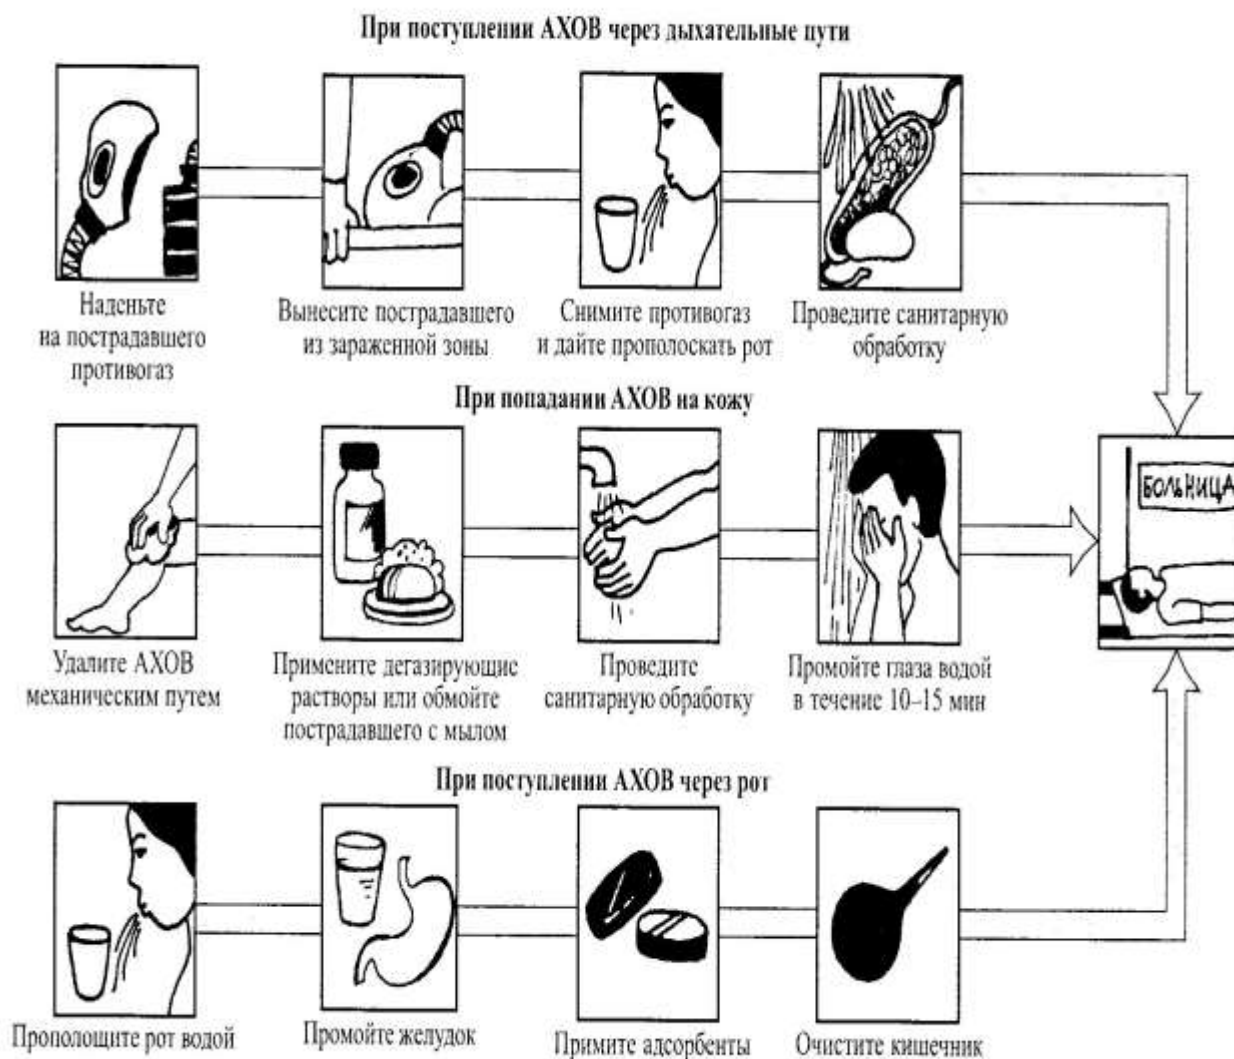 При поступлении АХОВ через дыхательные пути
Наденьте
на пострадавшего
противогаз
Вынесите пострадавшего
из зараженной зоны
Снимите противогаз
и дайте прополоскать рот
Проведите санитарную
обработку
При попадании АХОВ на кожу
БОЛЬНИЦА
Удалите АХОВ
механическим путем
Примените дегазирующие
растворы или обмойте
пострадавшего с мылом
Проведите
санитарную обработку
Промойте глаза водой
в течение 10–15 мин
При поступлении АХОВ через рот
Прополощите рот водой
Промойте желудок
Примите адсорбенты
Очистите кишечник